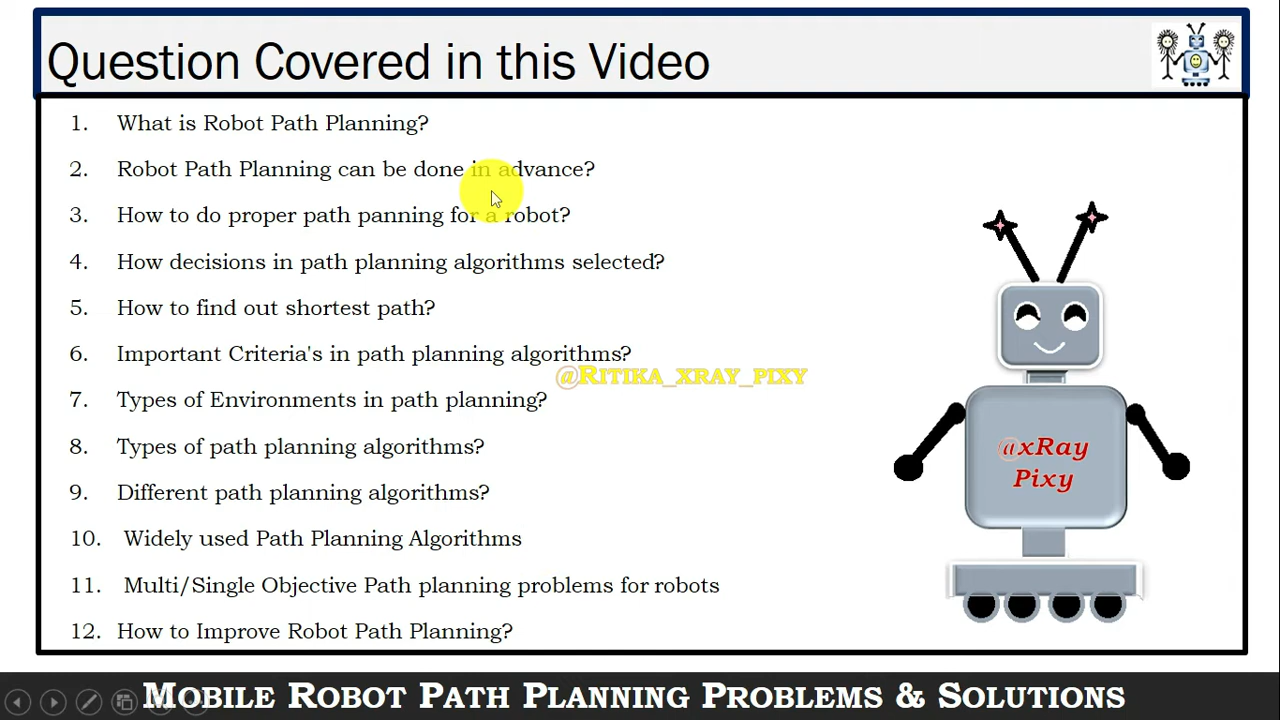 Question Covered in this Video
1. What is Robot Path Planning?
2. Robot Path Planning can be done in advance?
3. How to do proper path panning for a robot?
4. How decisions in path planning algorithms selected?
5. How to find out shortest path?
6. Important Criteria's in path planning algorithms?
@RITIKA_XRAY_PIXY
7. Types of Environments in path planning?
8. Types of path planning algorithms?
9. Different path planning algorithms?
10. Widely used Path Planning Algorithms
11. Multi/Single Objective Path planning problems for robots
12. How to Improve Robot Path Planning?
@xRay
Pixy
MOBILE ROBOT PATH PLANNING PROBLEMS & SOLUTIONS